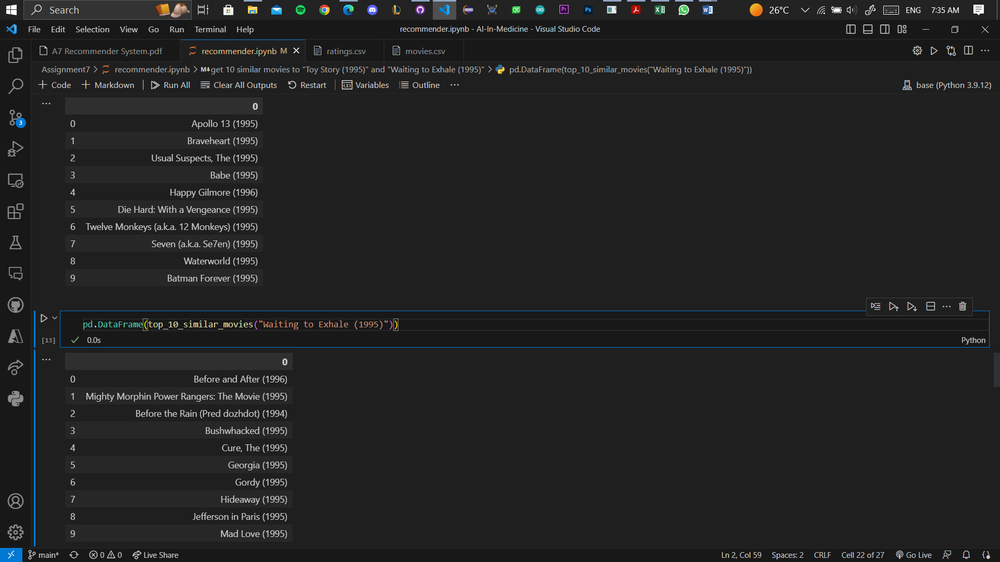 Search
26°C
ENG
7:35 AM
File Edit Selection View Go Run Terminal Help
recommender.ipynb - AI-In-Medicine - Visual Studio Code
A7 Recommender System.pdf
recommender.ipynb M
ratings.csv
movies.csv
Assignment7 > recommender.ipynb > M↓get 10 similar movies to "Toy Story (1995)" and "Waiting to Exhale (1995)" > pd.DataFrame(top_10_similar_movies("Waiting to Exhale (1995)"))
+ Code + Markdown | Run All Clear All Outputs Restart | Variables Outline ...
base (Python 3.9.12)
3
0
0 Apollo 13 (1995)
1 Braveheart (1995)
2 Usual Suspects, The (1995)
3 Babe (1995)
4 Happy Gilmore (1996)
5 Die Hard: With a Vengeance (1995)
6 Twelve Monkeys (a.k.a. 12 Monkeys) (1995)
7 Seven (a.k.a. Se7en) (1995)
8 Waterworld (1995)
9 Batman Forever (1995)
pd.DataFrame(top_10_similar_movies("Waiting to Exhale (1995)"))
[13] 0.0s
Python
0
0 Before and After (1996)
1 Mighty Morphin Power Rangers: The Movie (1995)
2 Before the Rain (Pred dozhdot) (1994)
3 Bushwhacked (1995)
4 Cure, The (1995)
5 Georgia (1995)
6 Gordy (1995)
7 Hideaway (1995)
8 Jefferson in Paris (1995)
9 Mad Love (1995)
main* 0 0 Live Share
Ln 2, Col 59 Spaces: 2 CRLF Cell 22 of 27 Go Live